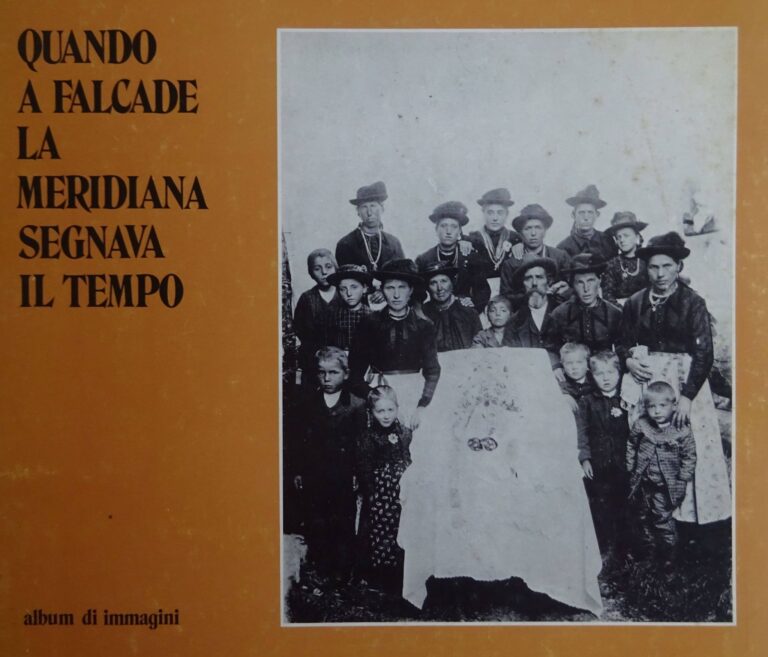 QUANDO
A FALCADE
LA
MERIDIANA
SEGNAVA
IL TEMPO
album di immagini